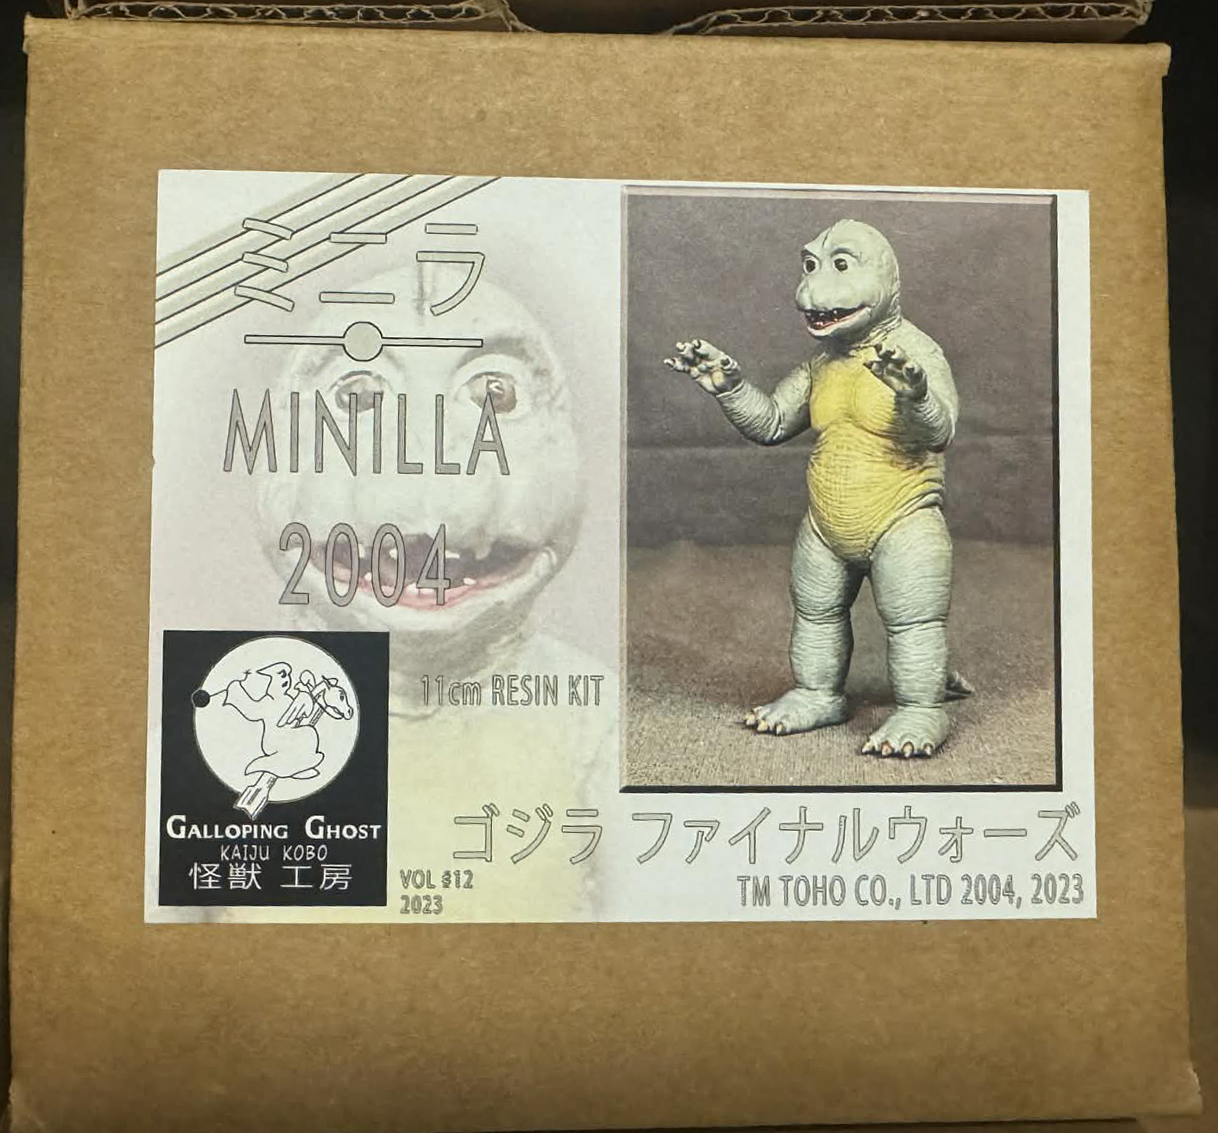 ミニラ
MINILLA
2004
11cm RESIN KIT
GALLOPING GHOST
KAIJU KOBO
怪獣 工房
VOL #12
2023
ゴジラ ファイナルウォーズ
TM TOHO CO., LTD 2004, 2023